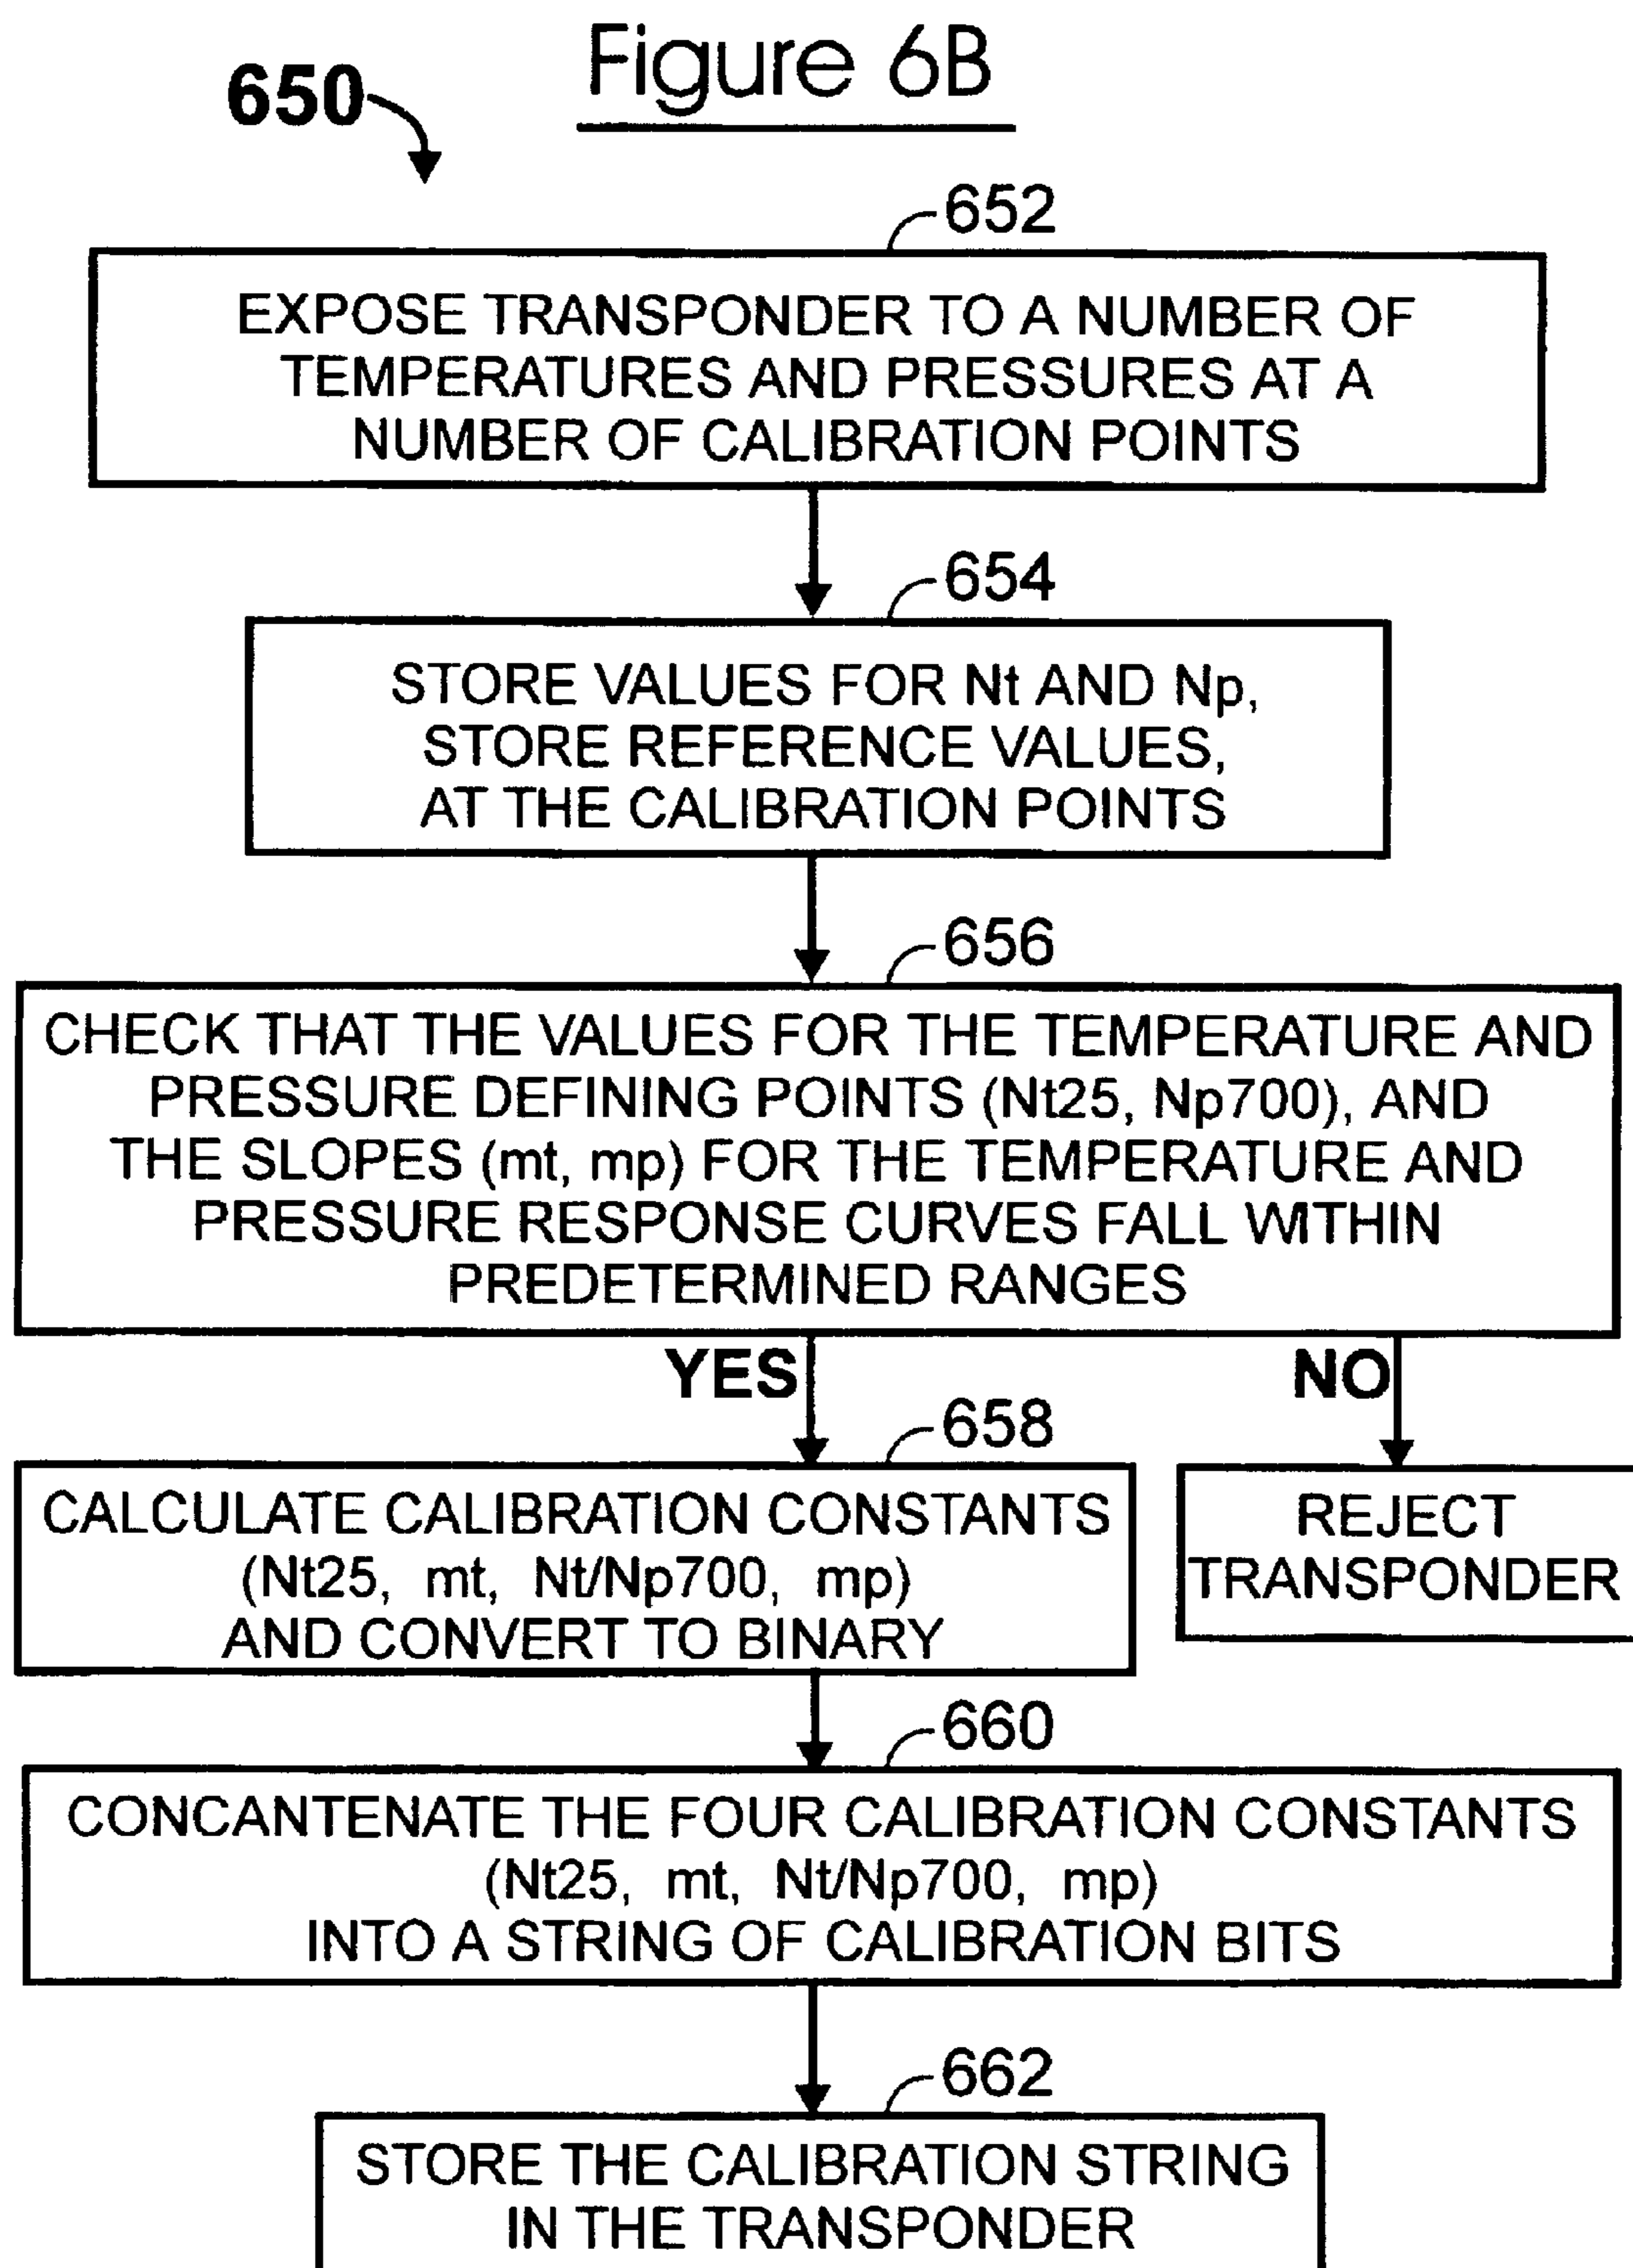 Figure 6B
650
652
EXPOSE TRANSPONDER TO A NUMBER OF
TEMPERATURES AND PRESSURES AT A
NUMBER OF CALIBRATION POINTS
654
STORE VALUES FOR Nt AND Np,
STORE REFERENCE VALUES,
AT THE CALIBRATION POINTS
656
CHECK THAT THE VALUES FOR THE TEMPERATURE AND
PRESSURE DEFINING POINTS (Nt25, Np700), AND
THE SLOPES (mt, mp) FOR THE TEMPERATURE AND
PRESSURE RESPONSE CURVES FALL WITHIN
PREDETERMINED RANGES
YES
NO
658
CALCULATE CALIBRATION CONSTANTS
(Nt25, mt, Nt/Np700, mp)
AND CONVERT TO BINARY
REJECT
TRANSPONDER
660
CONCANTENATE THE FOUR CALIBRATION CONSTANTS
(Nt25, mt, Nt/Np700, mp)
INTO A STRING OF CALIBRATION BITS
662
STORE THE CALIBRATION STRING
IN THE TRANSPONDER